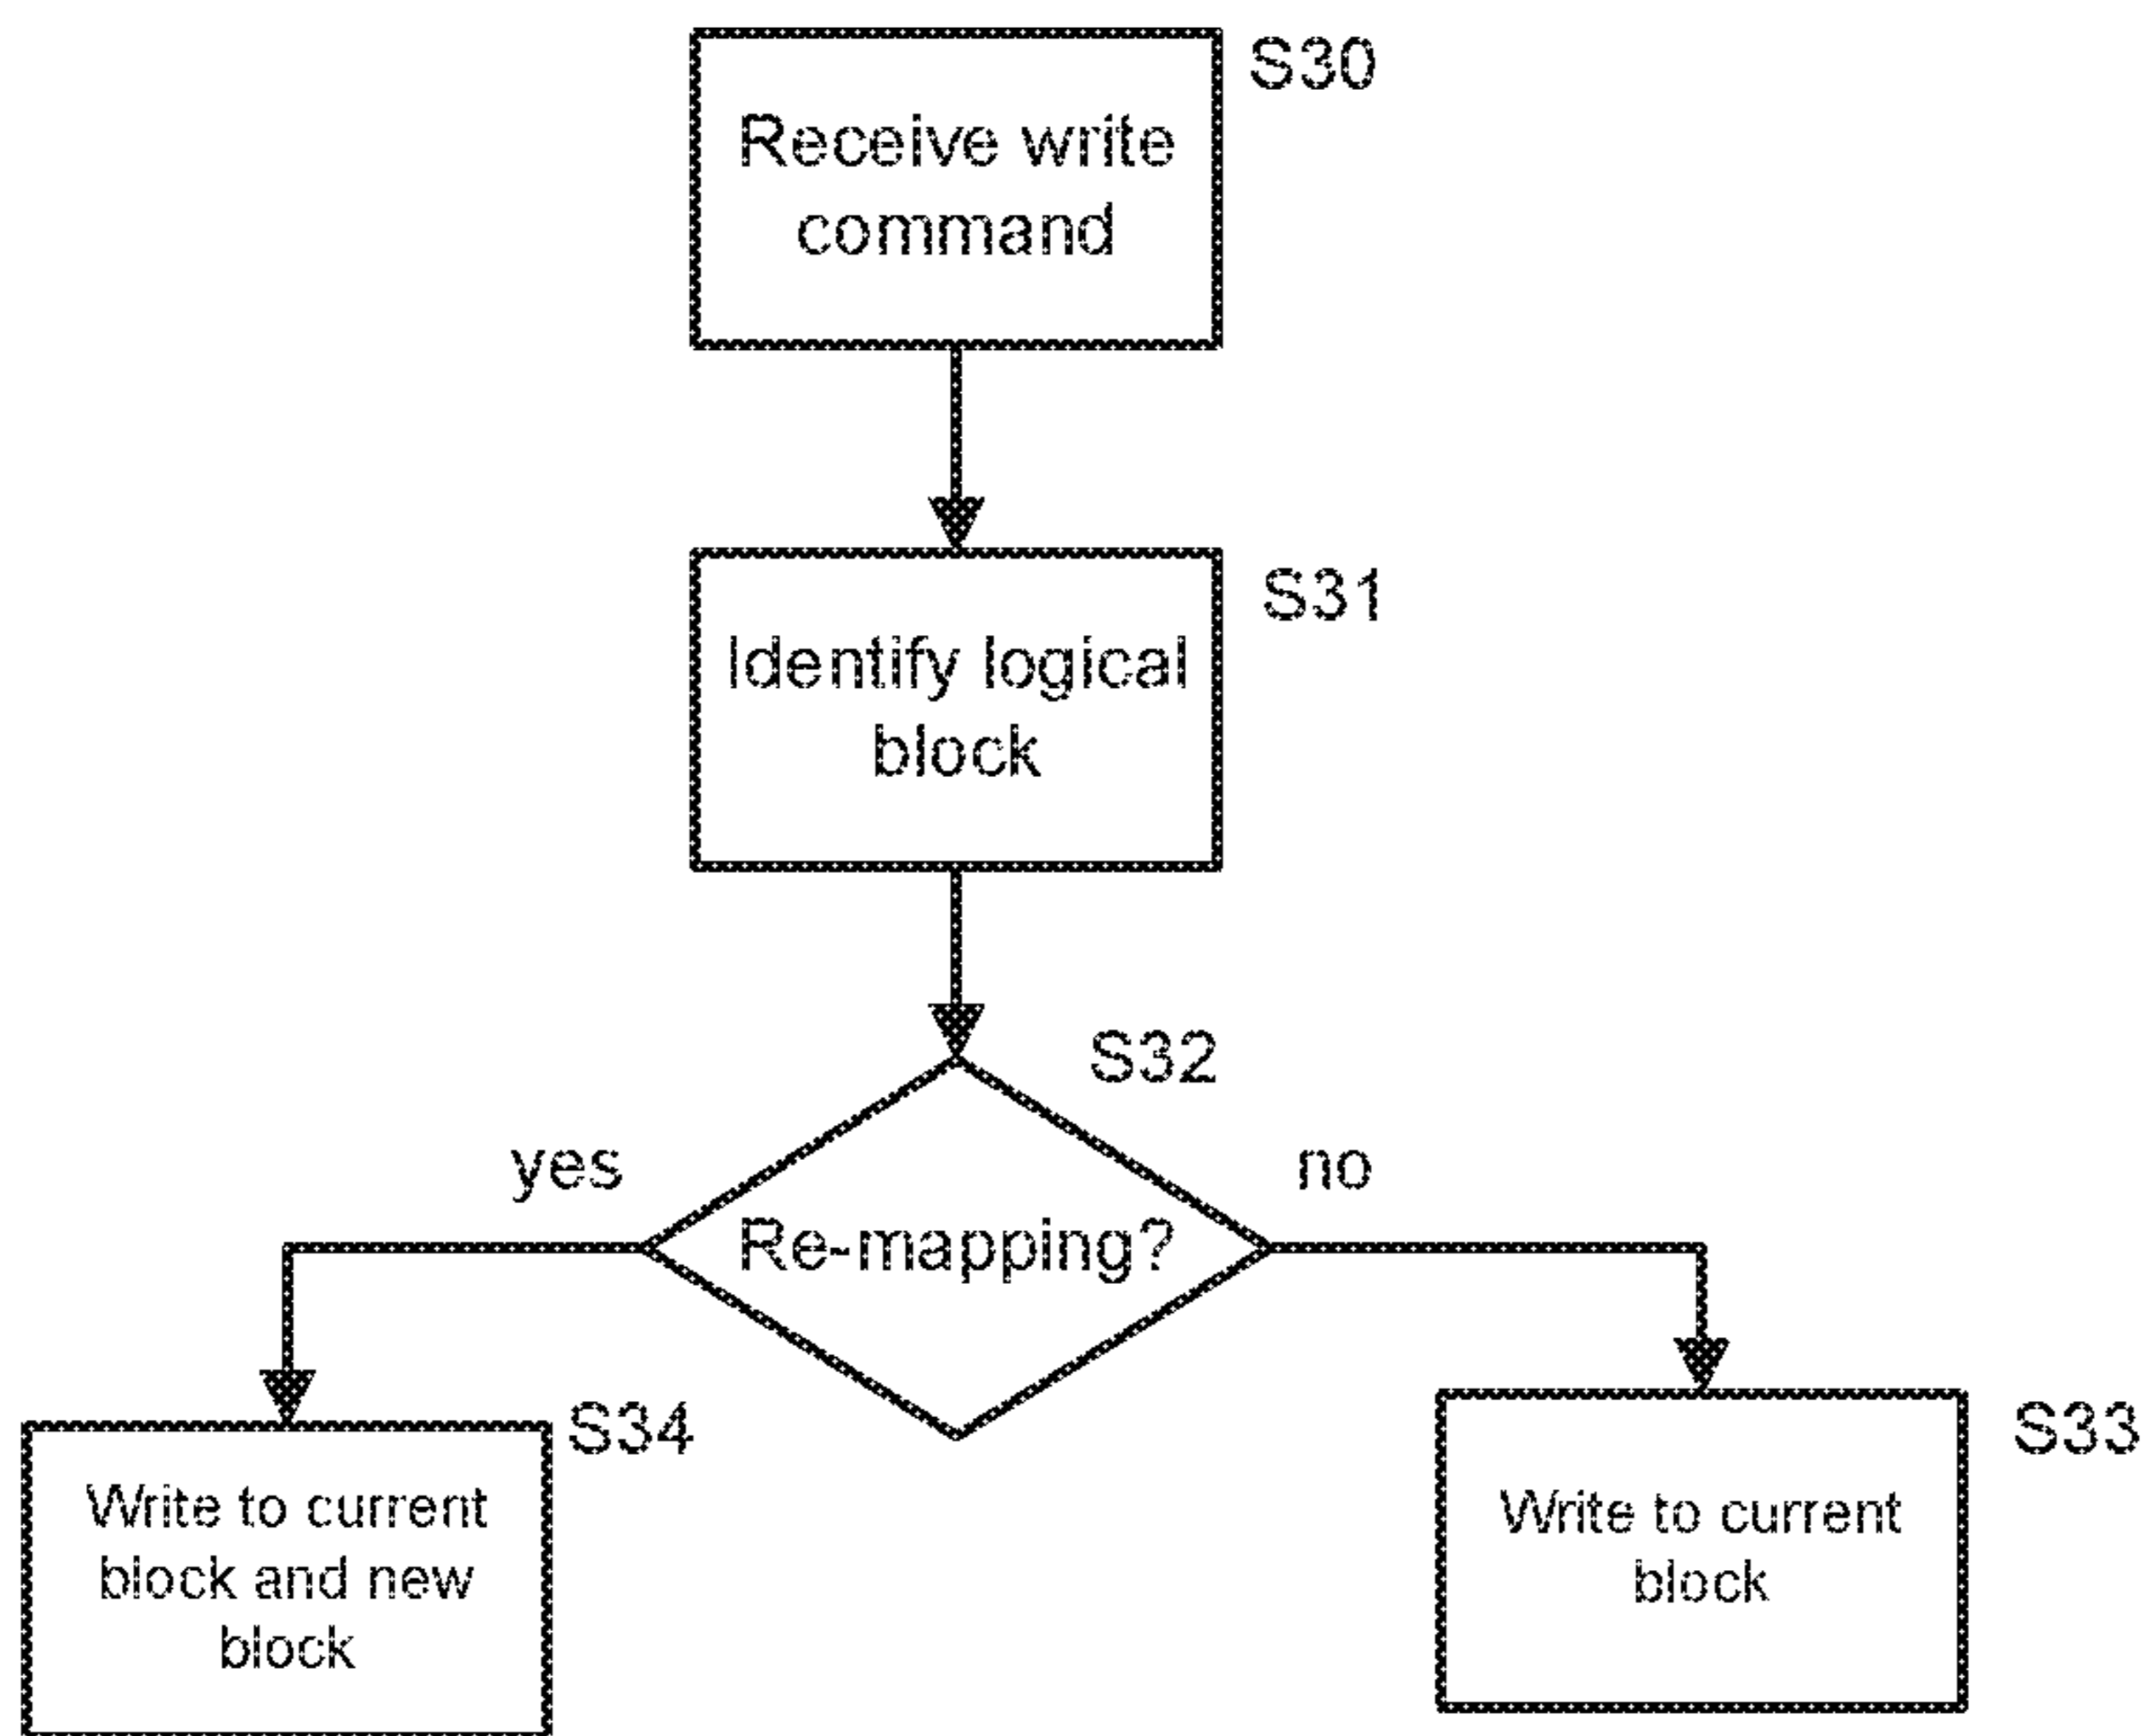 S30
Receive write
command
S31
Identify logical
block
S32
yes
no
Re-mapping?
S34
Write to current
block and new
block
S33
Write to current
block